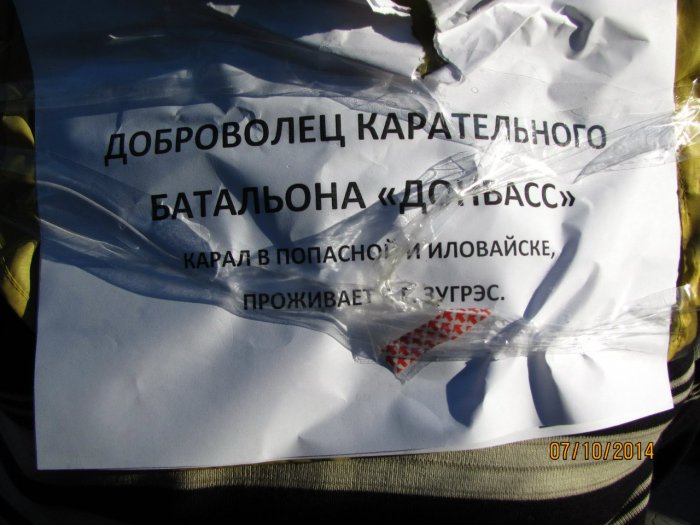 ДОБРОВОЛЕЦ КАРАТЕЛЬНОГО
БАТАЛЬОНА «ДОНБАСС»
КАРАЛ В ПОПАСНОЙ И ИЛОВАЙСКЕ,
ПРОЖИВАЕТ Г. ЗУГРЭС.
07/10/2014